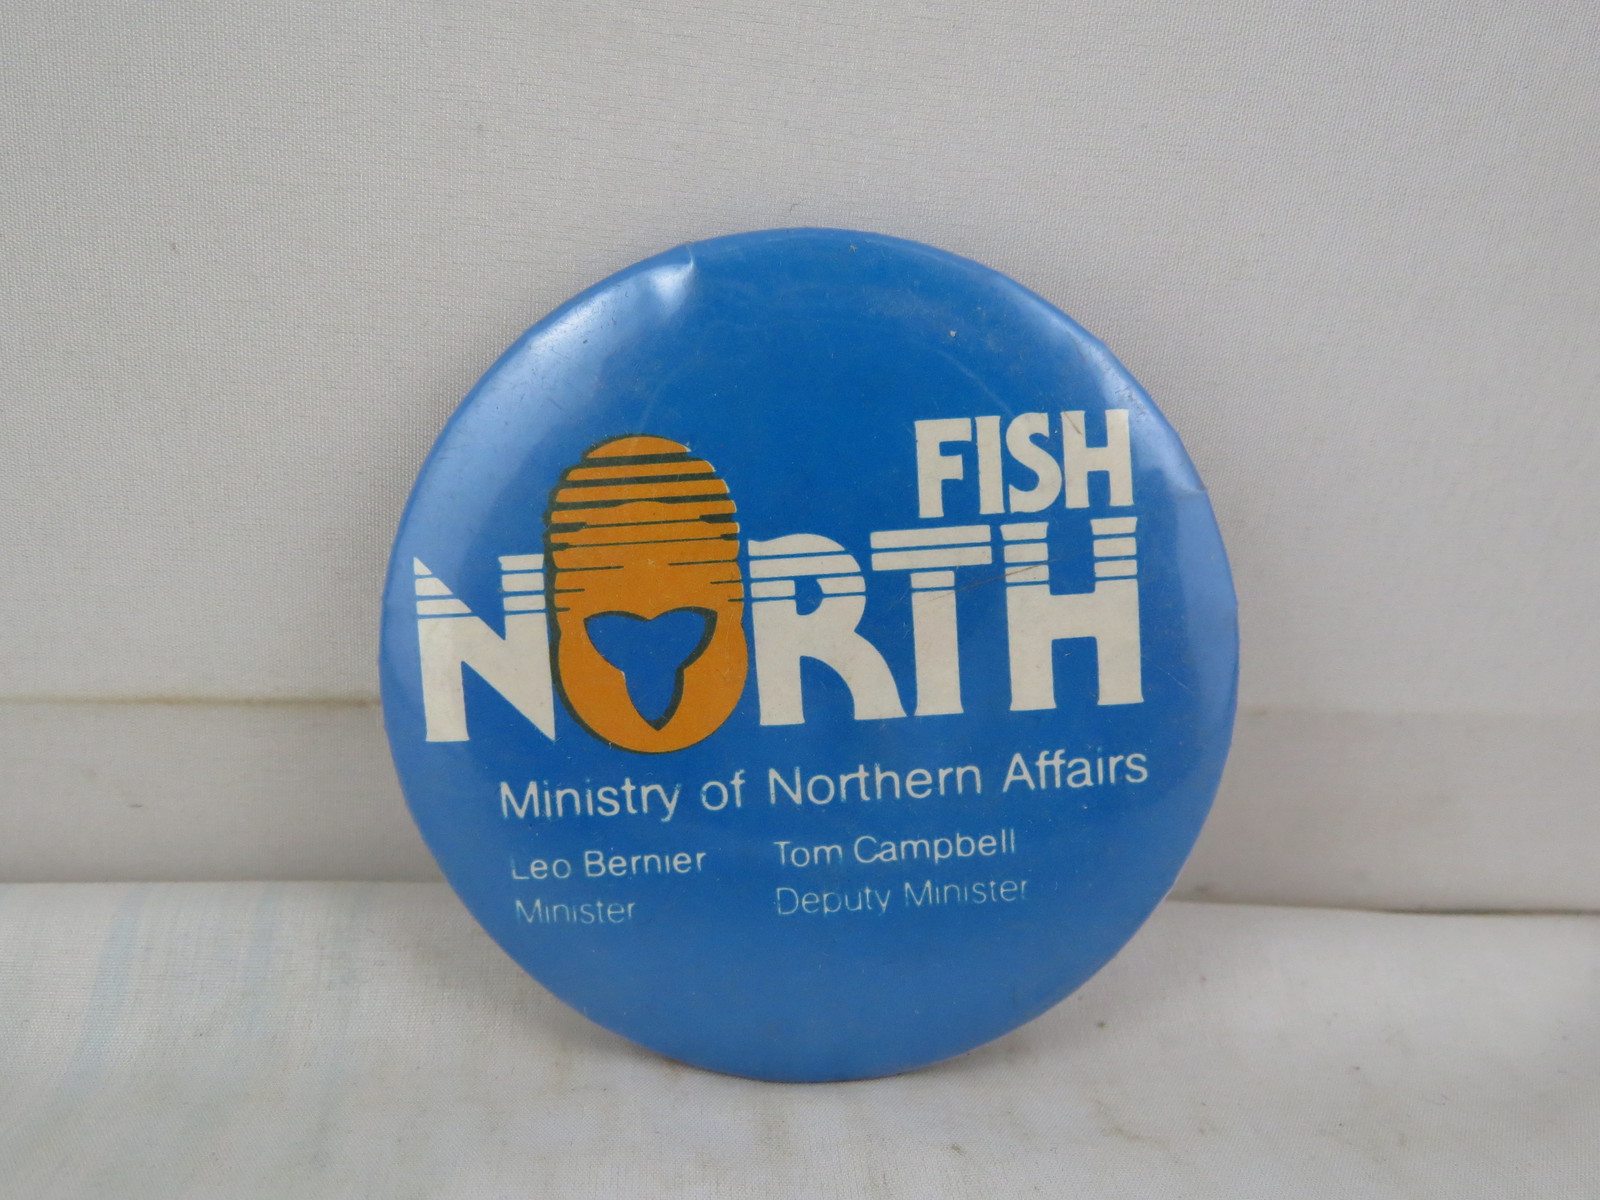 FISH
NORTH
Ministry of Northern Affairs
Leo Bernier Tom Campbell
Minister Deputy Minister